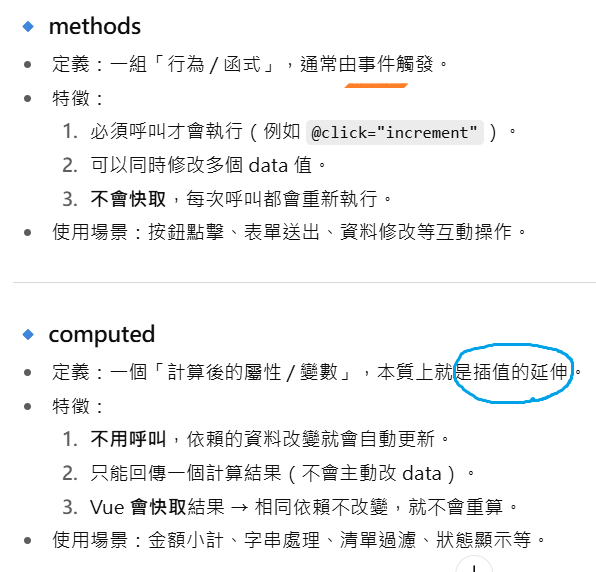 methods
定義：一組「行為 / 函式」，通常由事件觸發。
特徵：
1. 必須呼叫才會執行（例如 @click="increment"）。
2. 可以同時修改多個 data 值。
3. 不會快取，每次呼叫都會重新執行。
使用場景：按鈕點擊、表單送出、資料修改等互動操作。
computed
定義：一個「計算後的屬性 / 變數」，本質上就是插值的延伸。
特徵：
1. 不用呼叫，依賴的資料改變就會自動更新。
2. 只能回傳一個計算結果（不會主動改 data）。
3. Vue 會快取結果 → 相同依賴不改變，就不會重算。
使用場景：金額小計、字串處理、清單過濾、狀態顯示等。